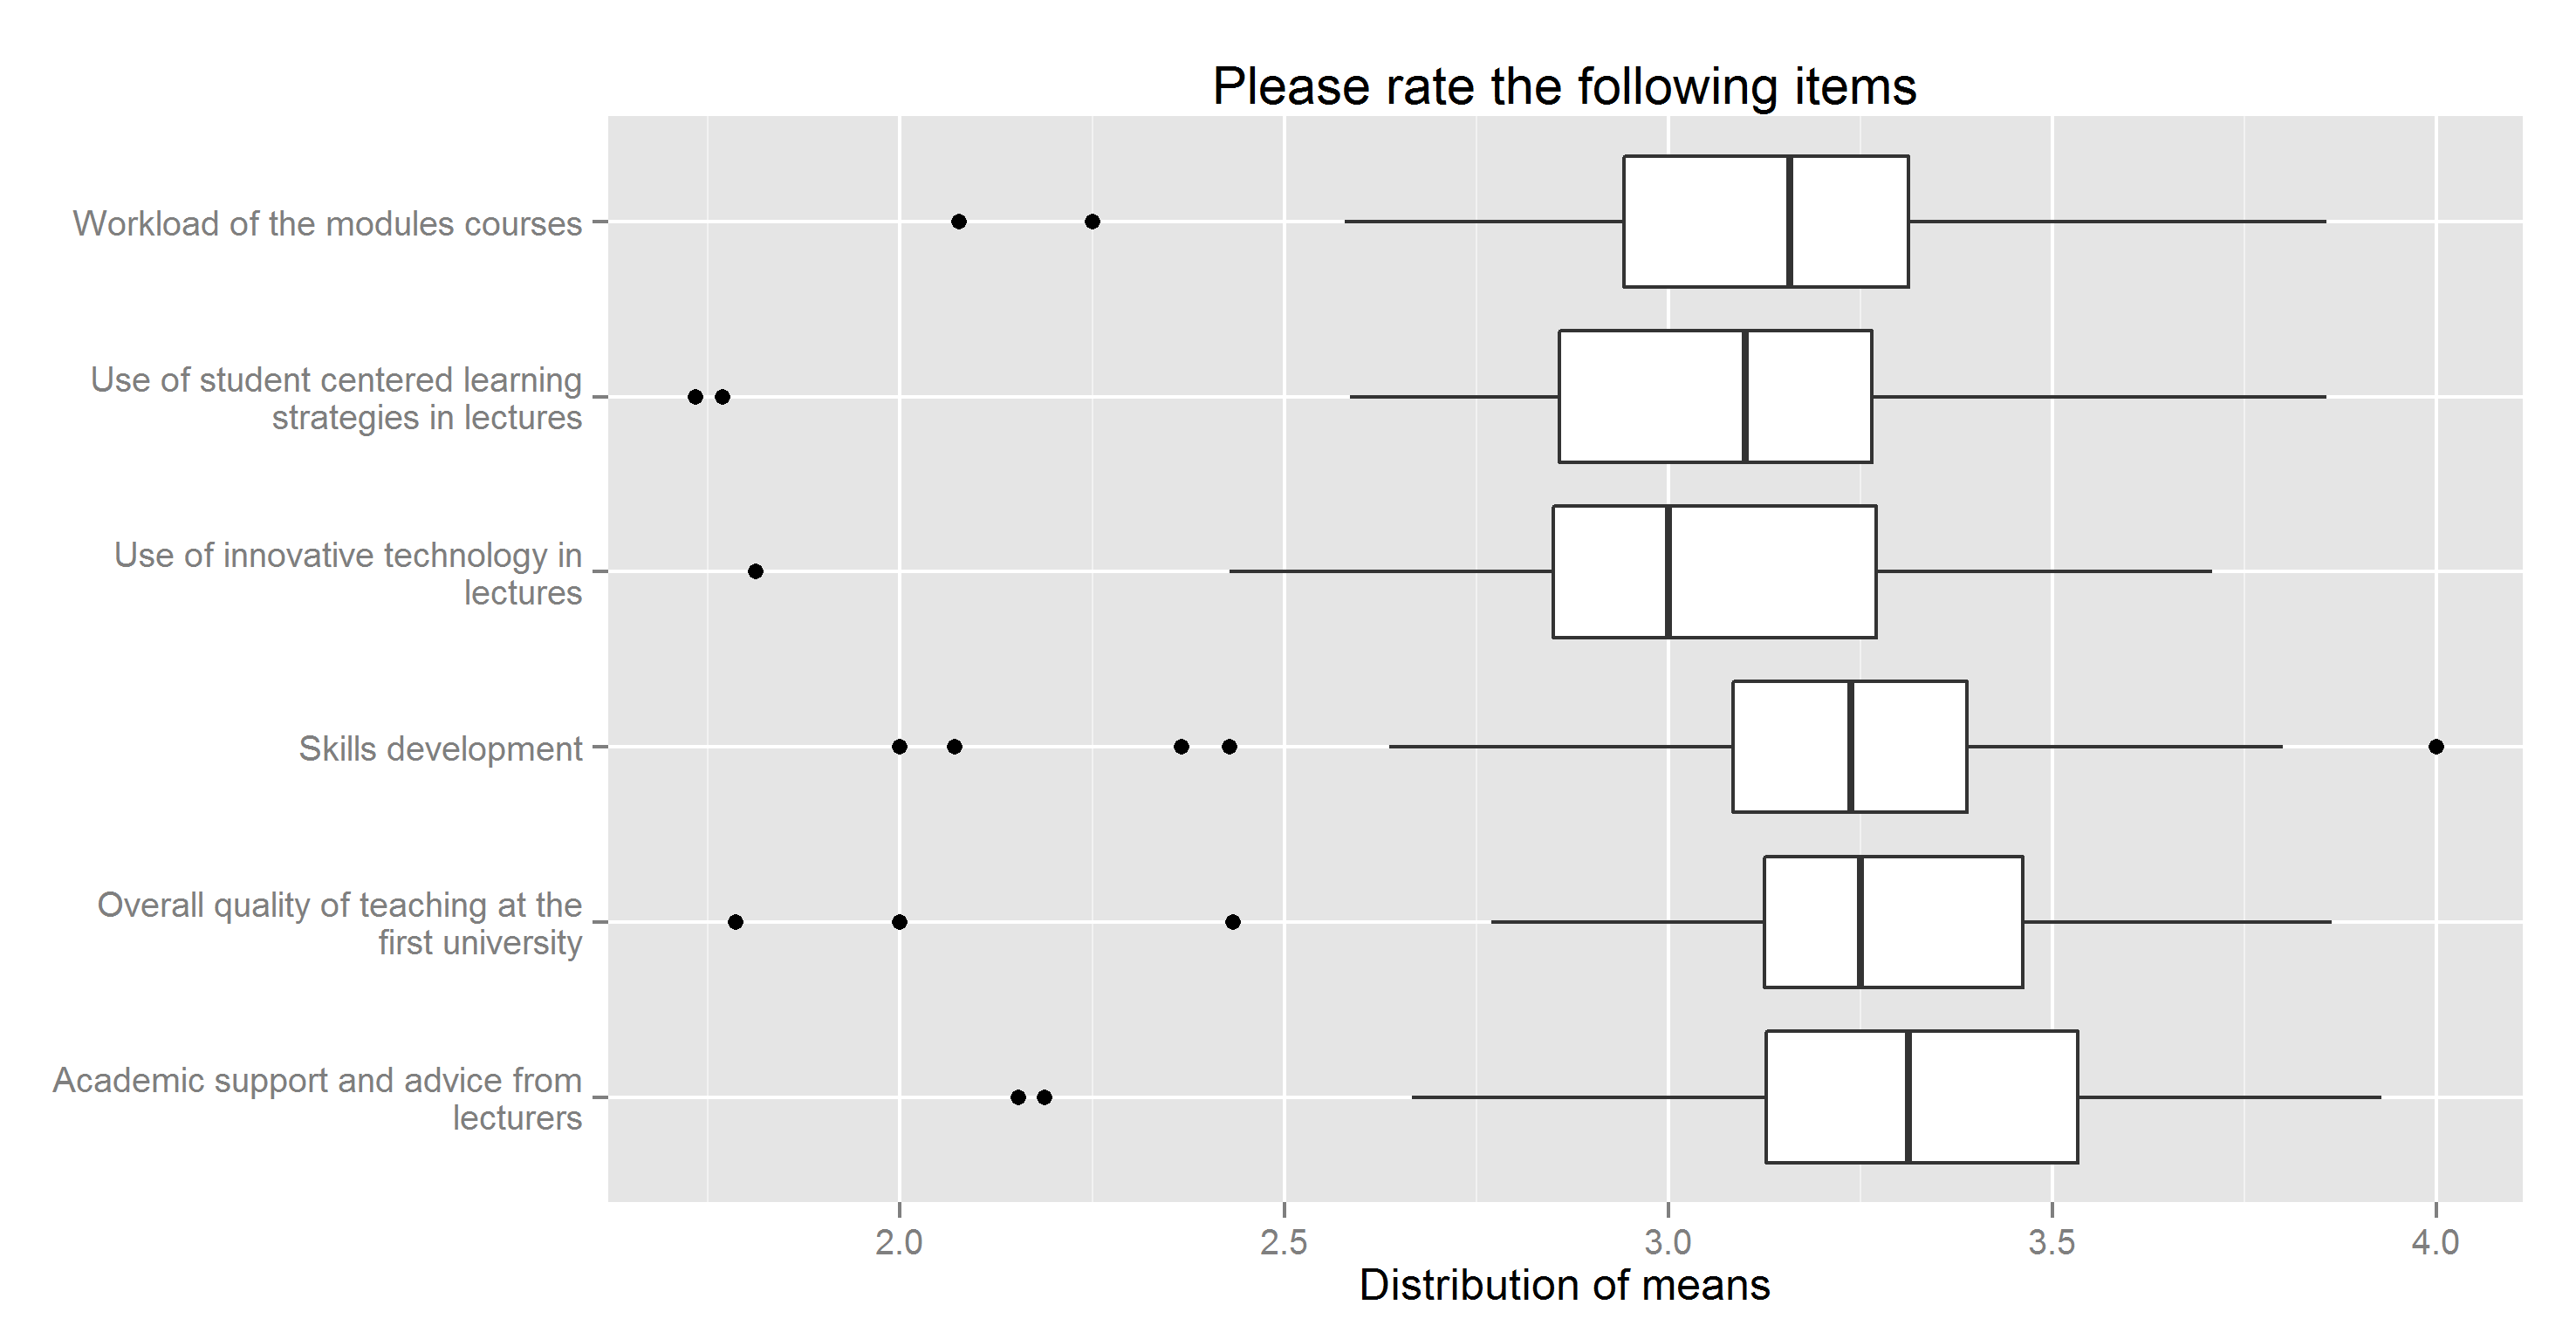 Please rate the following items
Workload of the modules courses
Use of student centered learning
strategies in lectures
Use of innovative technology in
lectures
Skills development
Overall quality of teaching at the
first university
Academic support and advice from
lecturers
2.0 2.5 3.0 3.5 4.0
Distribution of means